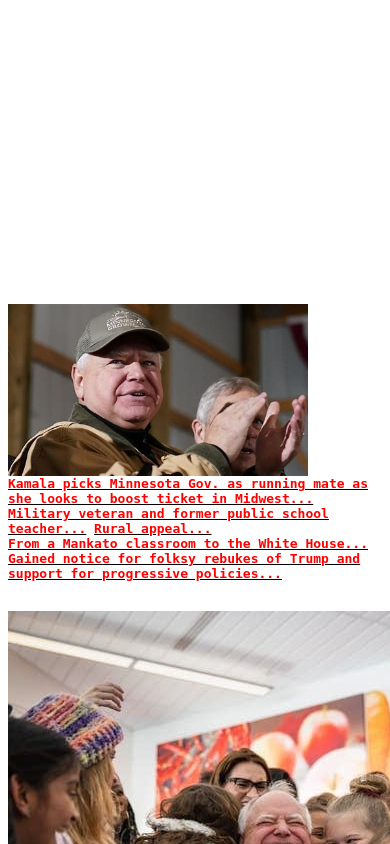 Kamala picks Minnesota Gov. as running mate as
she looks to boost ticket in Midwest...
Military veteran and former public school
teacher... Rural appeal...
From a Mankato classroom to the White House...
Gained notice for folksy rebukes of Trump and
support for progressive policies...